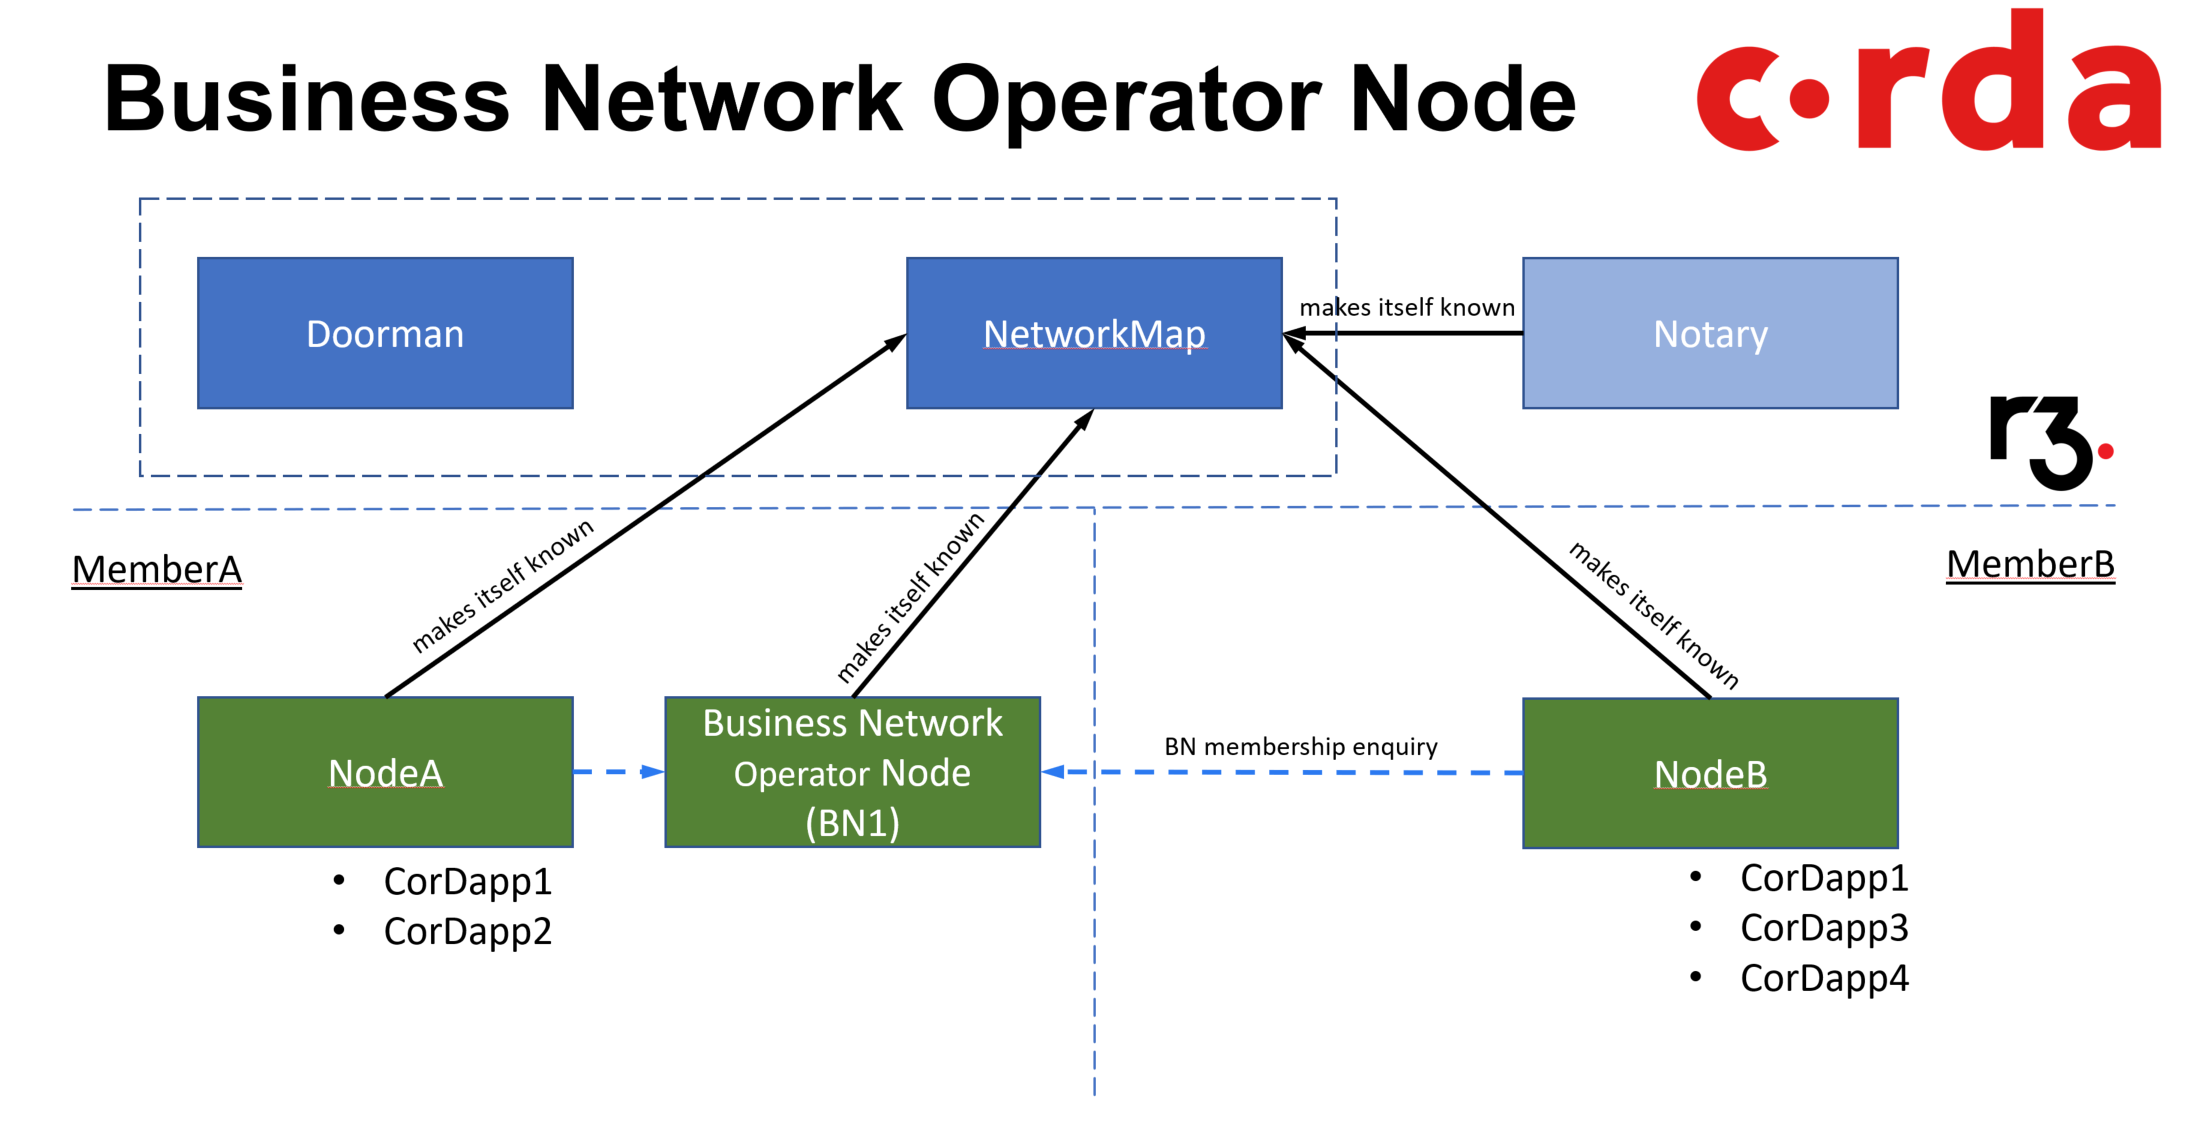 Business Network Operator Node
corda
Doorman
NetworkMap
makes itself known
Notary
r3.
MemberA
makes itself known
makes itself known
makes itself known
MemberB
NodeA
Business Network
Operator Node
(BN1)
BN membership enquiry
NodeB
• CorDapp1
• CorDapp2
• CorDapp1
• CorDapp3
• CorDapp4